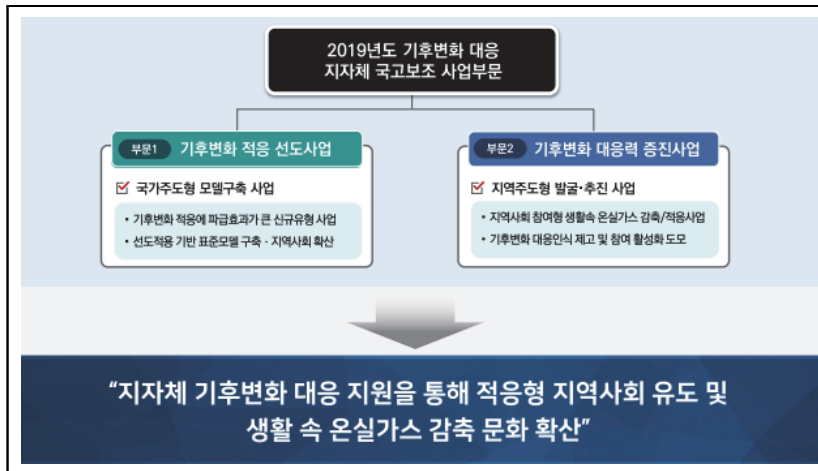 2019년도 기후변화 대응
지자체 국고보조 사업부문
부문1 기후변화 적응 선도사업
국가주도형 모델구축 사업
• 기후변화 적응에 파급효과가 큰 신규유형 사업
• 선도적용 기반 표준모델 구축 · 지역사회 확산
부문2 기후변화 대응력 증진사업
지역주도형 발굴·추진 사업
• 지역사회 참여형 생활속 온실가스 감축/적응사업
• 기후변화 대응인식 제고 및 참여 활성화 도모
“지자체 기후변화 대응 지원을 통해 적응형 지역사회 유도 및
생활 속 온실가스 감축 문화 확산”